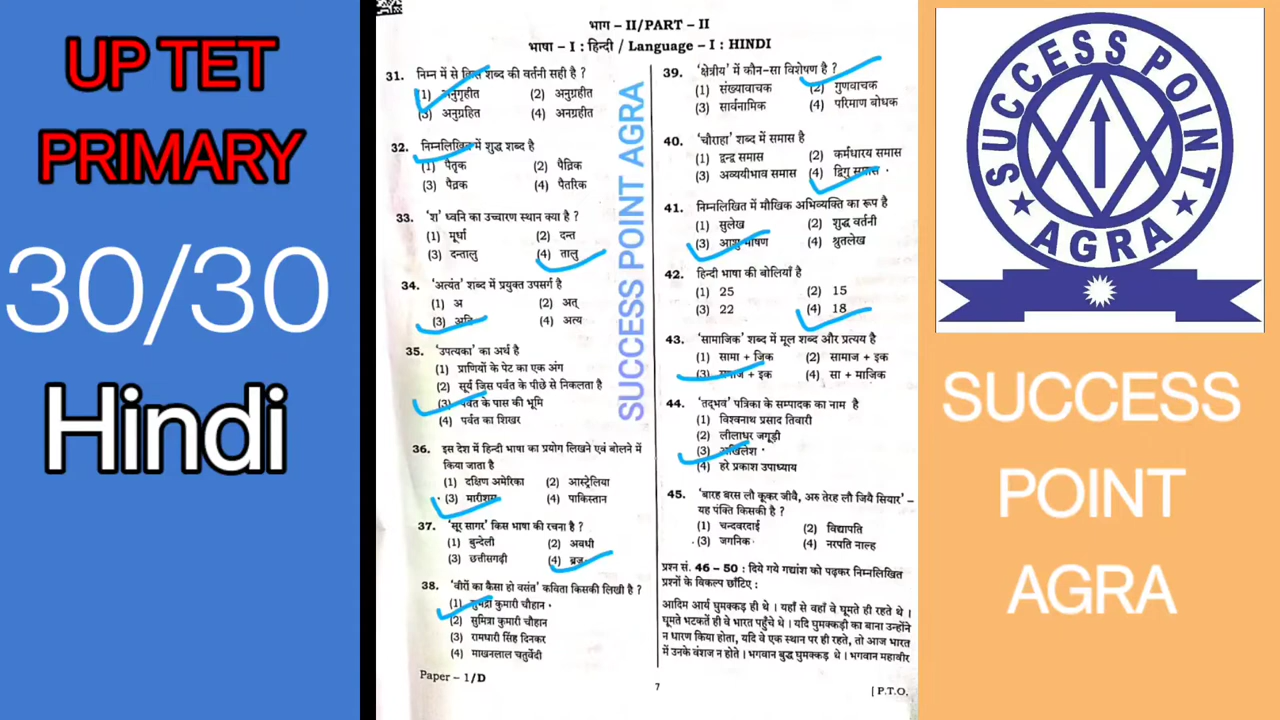 UP TET
PRIMARY
30/30
Hindi
भाग – II/PART – II
भाषा – I : हिन्दी / Language – I : HINDI
31. निम्न में से किस शब्द की वर्तनी सही है ?
(1) अनुगृहीत (2) अनुग्रहीत
(3) अनुग्रहित (4) अनग्रहीत
32. निम्नलिखित में शुद्ध शब्द है
(1) पैतृक (2) पैत्रिक
(3) पैत्रक (4) पैतरिक
33. ‘श’ ध्वनि का उच्चारण स्थान क्या है ?
(1) मूर्धा (2) दन्त
(3) दन्तालु (4) तालु
34. ‘अत्यंत’ शब्द में प्रयुक्त उपसर्ग है
(1) अ (2) अत्
(3) अति (4) अत्य
35. ‘उपत्यका’ का अर्थ है
(1) प्राणियों के पेट का एक अंग
(2) सूर्य जिस पर्वत के पीछे से निकलता है
(3) पर्वत के पास की भूमि
(4) पर्वत का शिखर
36. इस देश में हिन्दी भाषा का प्रयोग लिखने एवं बोलने में
किया जाता है
(1) दक्षिण अमेरिका (2) आस्ट्रेलिया
(3) मारीशस (4) पाकिस्तान
37. ‘सूर सागर’ किस भाषा की रचना है ?
(1) बुन्देली (2) अवधी
(3) छत्तीसगढ़ी (4) ब्रज
38. ‘वीरों का कैसा हो वसंत’ कविता किसकी लिखी है ?
(1) सुभद्रा कुमारी चौहान
(2) सुमित्रा कुमारी चौहान
(3) रामधारी सिंह दिनकर
(4) माखनलाल चतुर्वेदी
Paper – 1/D
SUCCESS POINT AGRA
39. ‘क्षेत्रीय’ में कौन-सा विशेषण है ?
(1) संख्यावाचक (2) गुणवाचक
(3) सार्वनामिक (4) परिमाण बोधक
40. ‘चौराहा’ शब्द में समास है
(1) द्वन्द्व समास (2) कर्मधारय समास
(3) अव्ययीभाव समास (4) द्विगु समास
41. निम्नलिखित में मौखिक अभिव्यक्ति का रूप है
(1) सुलेख (2) शुद्ध वर्तनी
(3) आशु भाषण (4) श्रुतलेख
42. हिन्दी भाषा की बोलियाँ है
(1) 25 (2) 15
(3) 22 (4) 18
43. ‘सामाजिक’ शब्द में मूल शब्द और प्रत्यय है
(1) सामा + जिक (2) सामाज + इक
(3) समाज + इक (4) सा + माजिक
44. ‘तद्भव’ पत्रिका के सम्पादक का नाम है
(1) विश्वनाथ प्रसाद तिवारी
(2) लीलाधर जगूड़ी
(3) अखिलेश
(4) हरे प्रकाश उपाध्याय
45. ‘बारह बरस लौ कूकर जीवै, अरु तेरह लौ जियै सियार’ –
यह पंक्ति किसकी है ?
(1) चन्दवरदाई (2) विद्यापति
(3) जगनिक (4) नरपति नाल्ह
प्रश्न सं. 46 – 50 : दिये गये गद्यांश को पढ़कर निम्नलिखित
प्रश्नों के विकल्प छाँटिए :
आदिम आर्य घुमक्कड़ ही थे । यहाँ से वहाँ वे घूमते ही रहते थे ।
घूमते भटकतें ही वे भारत पहुँचे थे । यदि घुमक्कड़ी का बाना उन्होंने
न धारण किया होता, यदि वे एक स्थान पर ही रहते, तो आज भारत
में उनके वंशज न होते । भगवान बुद्ध घुमक्कड़ थे । भगवान महावीर
7
[ P.T.O.
SUCCESS POINT
AGRA
SUCCESS
POINT
AGRA